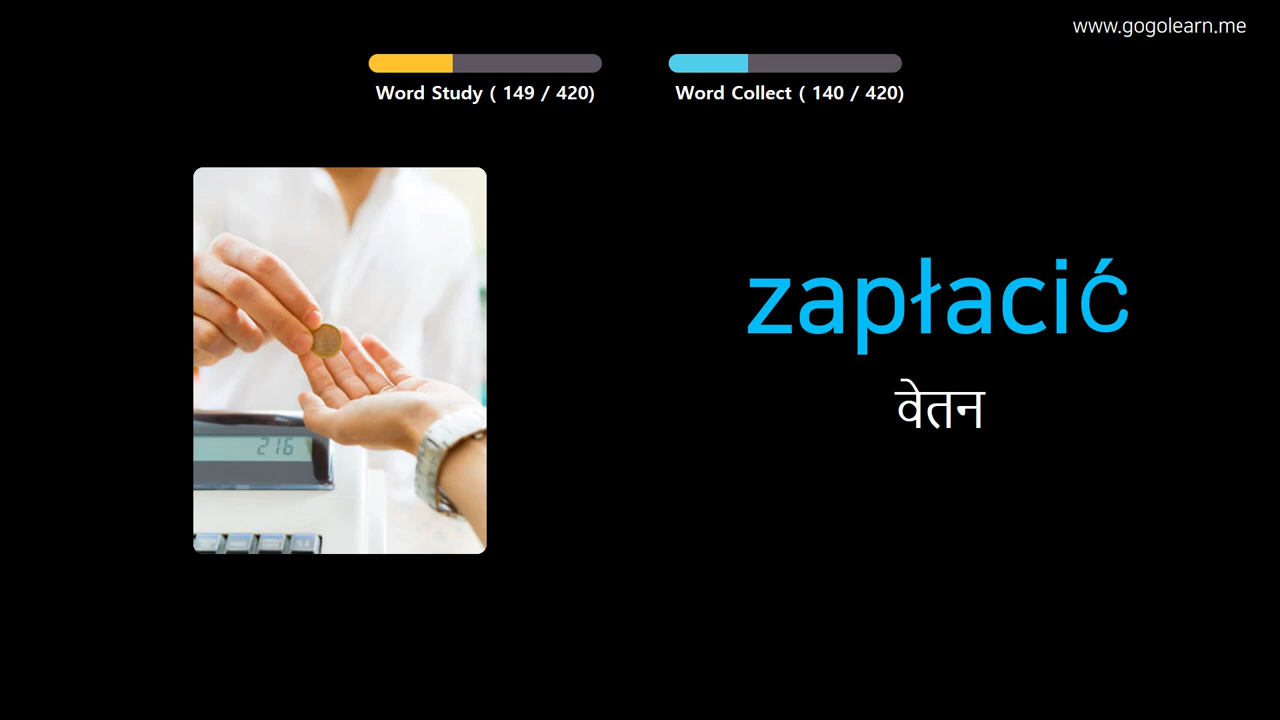 www.gogolearn.me
Word Study ( 149 / 420)
Word Collect ( 140 / 420)
zapłacić
वेतन
216